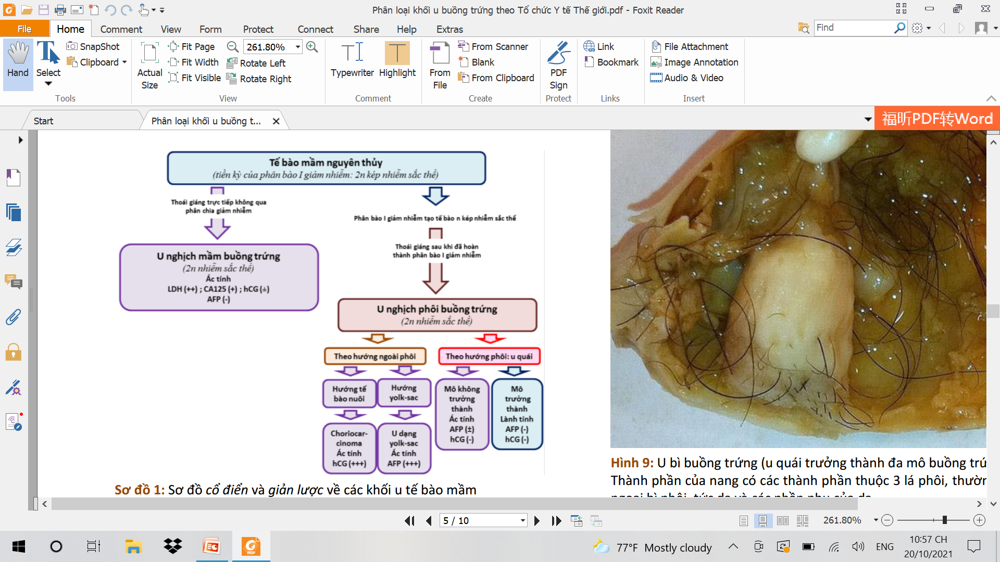 Phân loại khối u buồng trứng theo Tổ chức Y tế Thế giới.pdf - Foxit Reader
File
Home
Comment
View
Form
Protect
Connect
Share
Help
Extras
Find
Hand
Select
SnapShot
Clipboard
Tools
Actual
Size
Fit Page
Fit Width
Fit Visible
261.80%
Rotate Left
Rotate Right
View
Typewriter
Highlight
Comment
From
File
From Scanner
Blank
From Clipboard
Create
PDF
Sign
Protect
Link
Bookmark
Links
File Attachment
Image Annotation
Audio & Video
Insert
Start
Phân loại khối u buồng t...
福昕PDF转Word
Tế bào mầm nguyên thủy
(tiền kỳ của phân bào I giảm nhiễm: 2n kép nhiễm sắc thể)
Thoái giáng trực tiếp không qua
phân chia giảm nhiễm
Phân bào I giảm nhiễm tạo tế bào n kép nhiễm sắc thể
Thoái giáng sau khi đã hoàn
thành phân bào I giảm nhiễm
U nghịch mầm buồng trứng
(2n nhiễm sắc thể)
Ác tính
LDH (++) ; CA125 (+) ; hCG (±)
AFP (-)
U nghịch phôi buồng trứng
(2n nhiễm sắc thể)
Theo hướng ngoài phôi
Theo hướng phôi: u quái
Hướng tế
bào nuôi
Hướng
yolk-sac
Mô không
trưởng
thành
Ác tính
AFP (±)
hCG (-)
Mô
trưởng
thành
Lành tính
AFP (-)
hCG (-)
Choriocar-
cinoma
Ác tính
hCG (+++)
U dạng
yolk-sac
Ác tính
AFP (+++)
Sơ đồ 1: Sơ đồ cổ điển và giản lược về các khối u tế bào mầm
Hình 9: U bì buồng trứng (u quái trưởng thành đa mô buồng trứ
Thành phần của nang có các thành phần thuộc 3 lá phôi, thườn
ngoại bì phôi, tức da và các phần phụ của da
5 / 10
261.80%
77°F Mostly cloudy
ENG
10:57 CH
20/10/2021